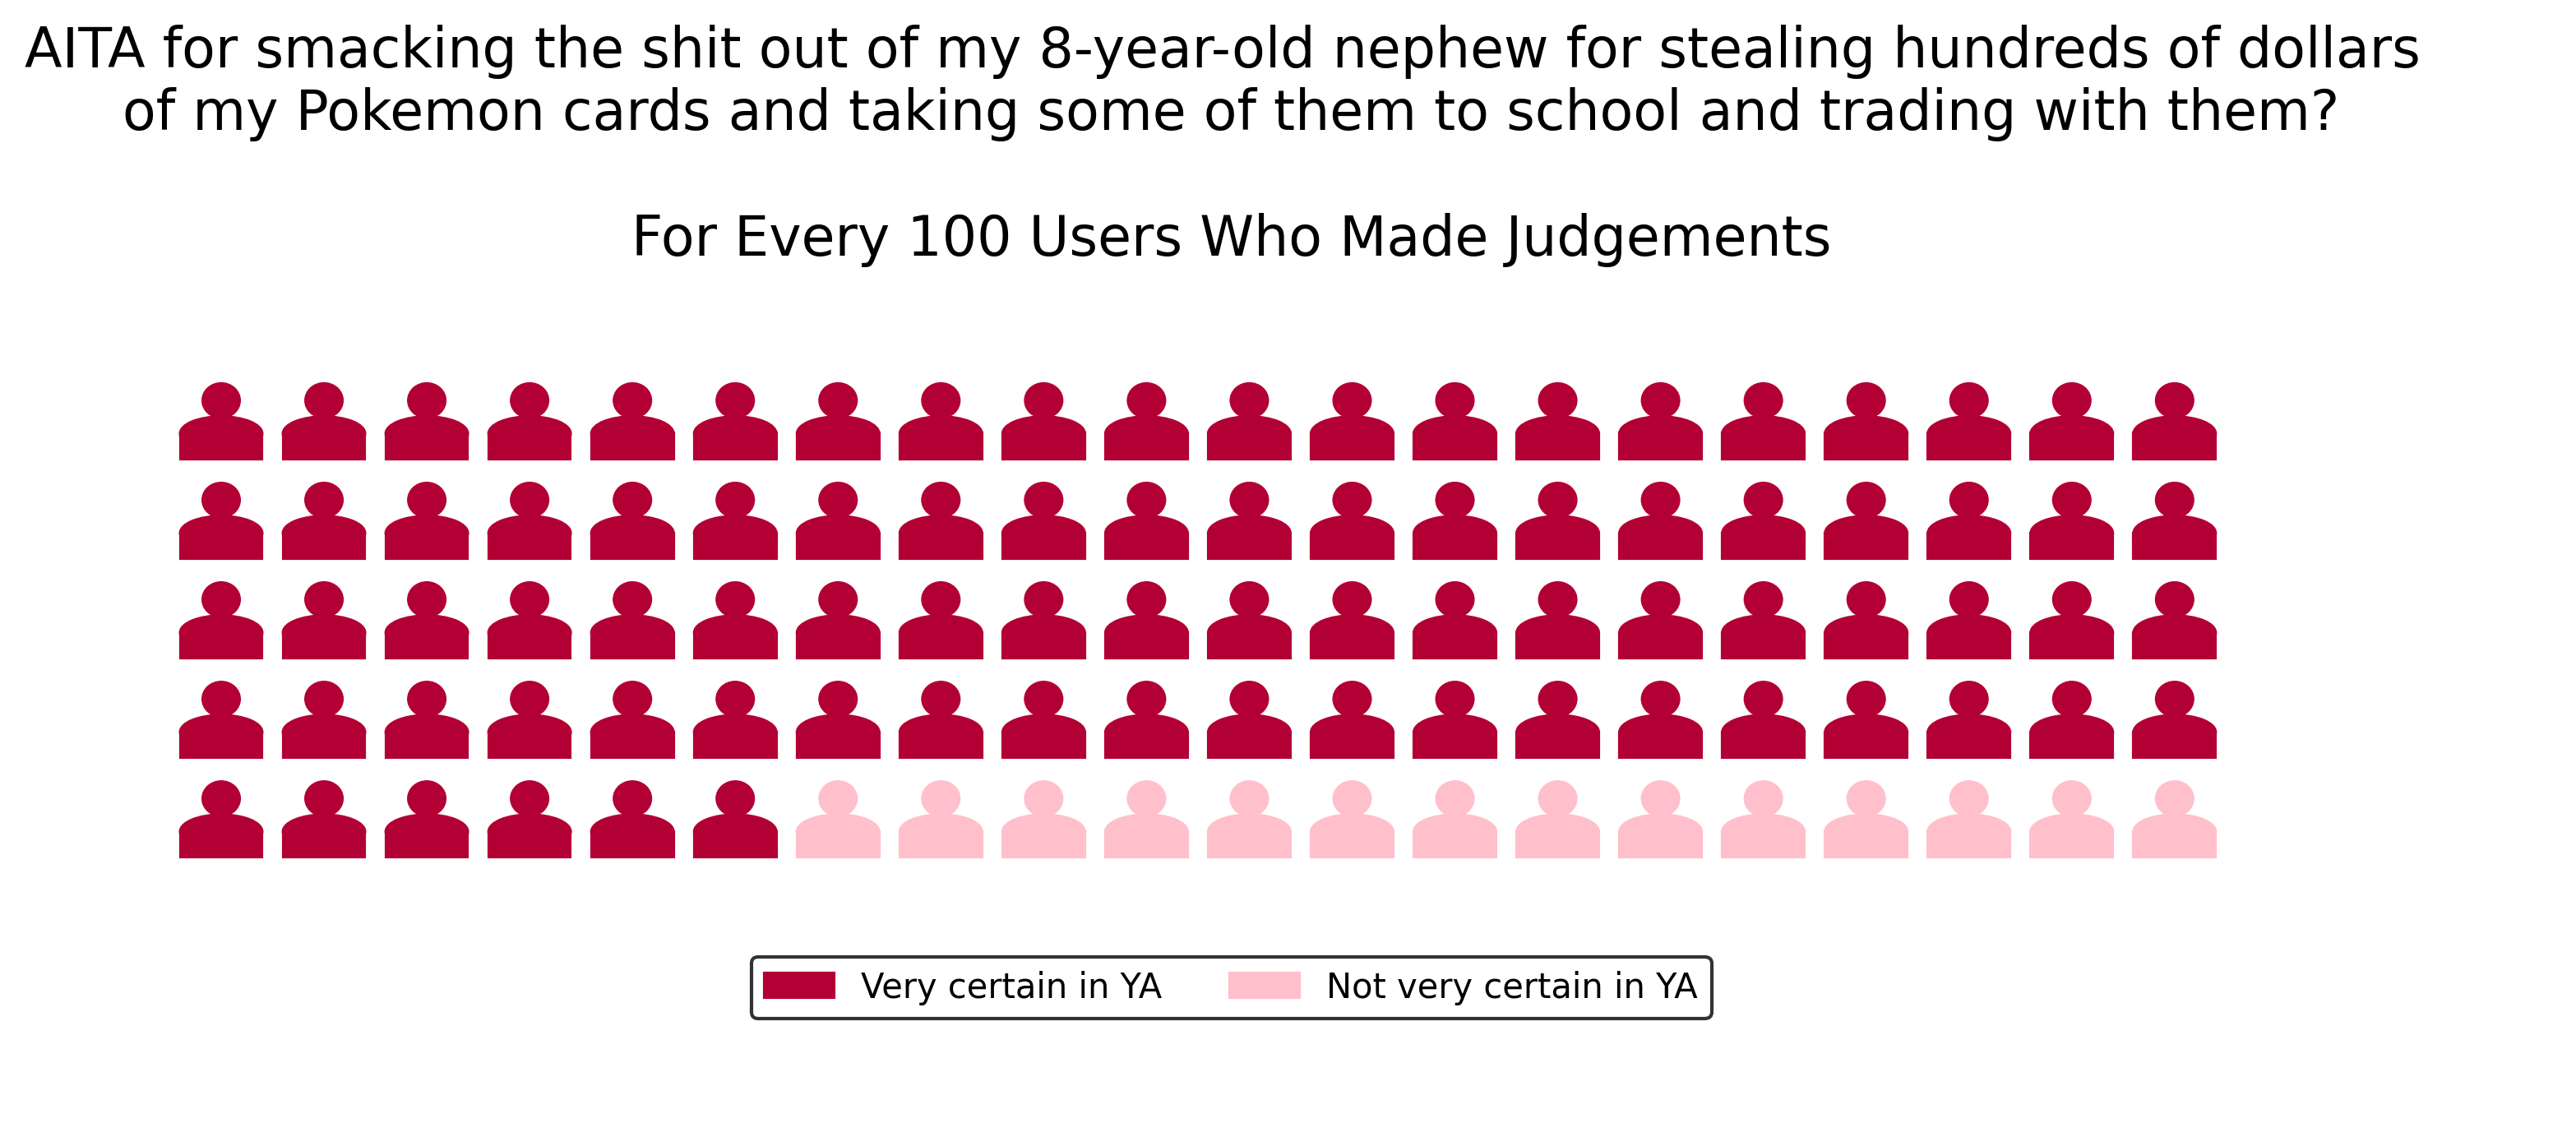 AITA for smacking the shit out of my 8-year-old nephew for stealing hundreds of dollars
of my Pokemon cards and taking some of them to school and trading with them?
For Every 100 Users Who Made Judgements
Very certain in YA
Not very certain in YA